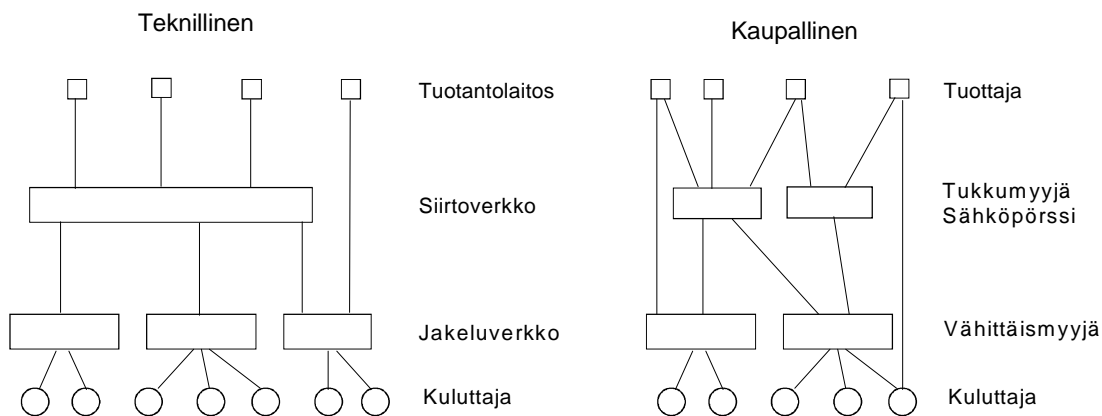 Teknillinen
Kaupallinen
Tuotantolaitos
Tuottaja
Siirtoverkko
Tukkumyyjä
Sähköpörssi
Jakeluverkko
Vähittäismyyjä
Kuluttaja
Kuluttaja